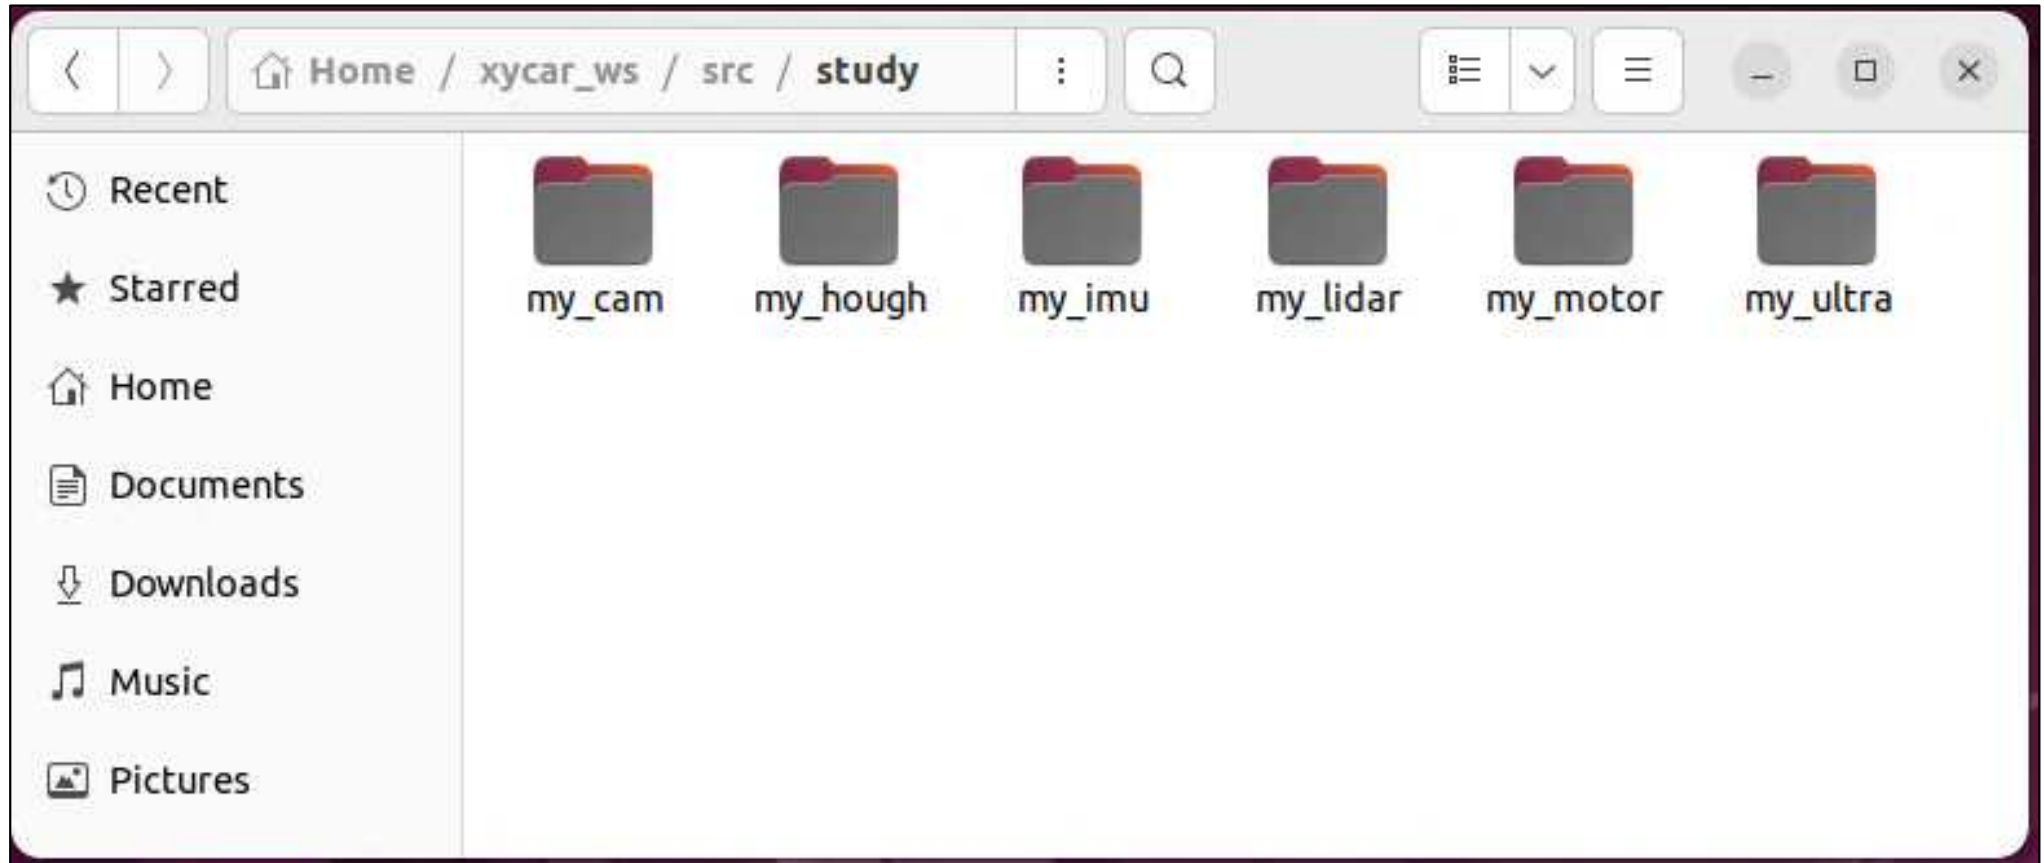 Home / xycar_ws / src / study
Recent
Starred
Home
Documents
Downloads
Music
Pictures
my_cam my_hough my_imu my_lidar my_motor my_ultra